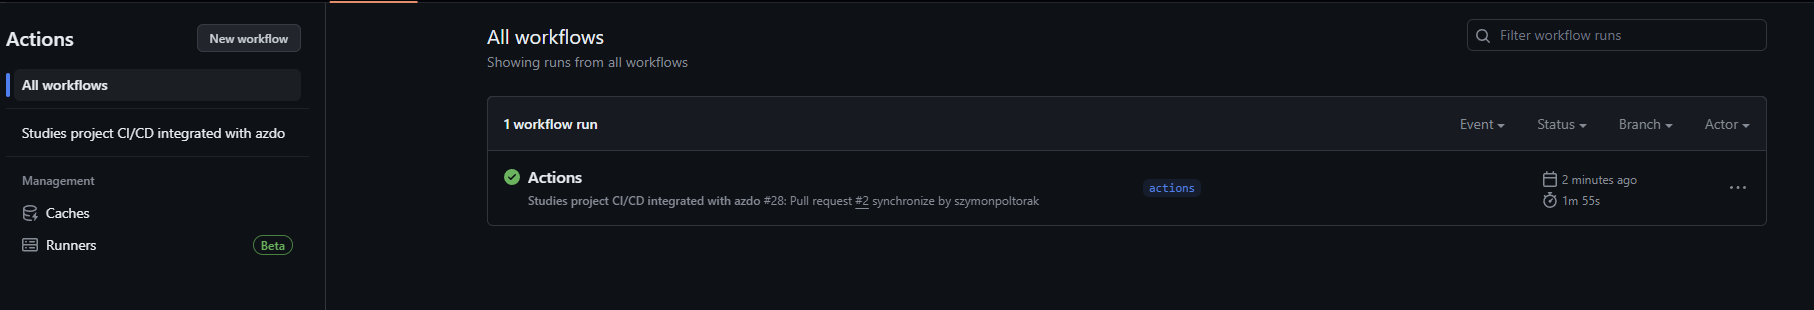 Actions
New workflow
All workflows
Studies project CI/CD integrated with azdo
Management
Caches
Runners
Beta
All workflows
Showing runs from all workflows
Filter workflow runs
1 workflow run
Event
Status
Branch
Actor
Actions
Studies project CI/CD integrated with azdo #28: Pull request #2 synchronize by szymonpoltorak
actions
2 minutes ago
1m 55s